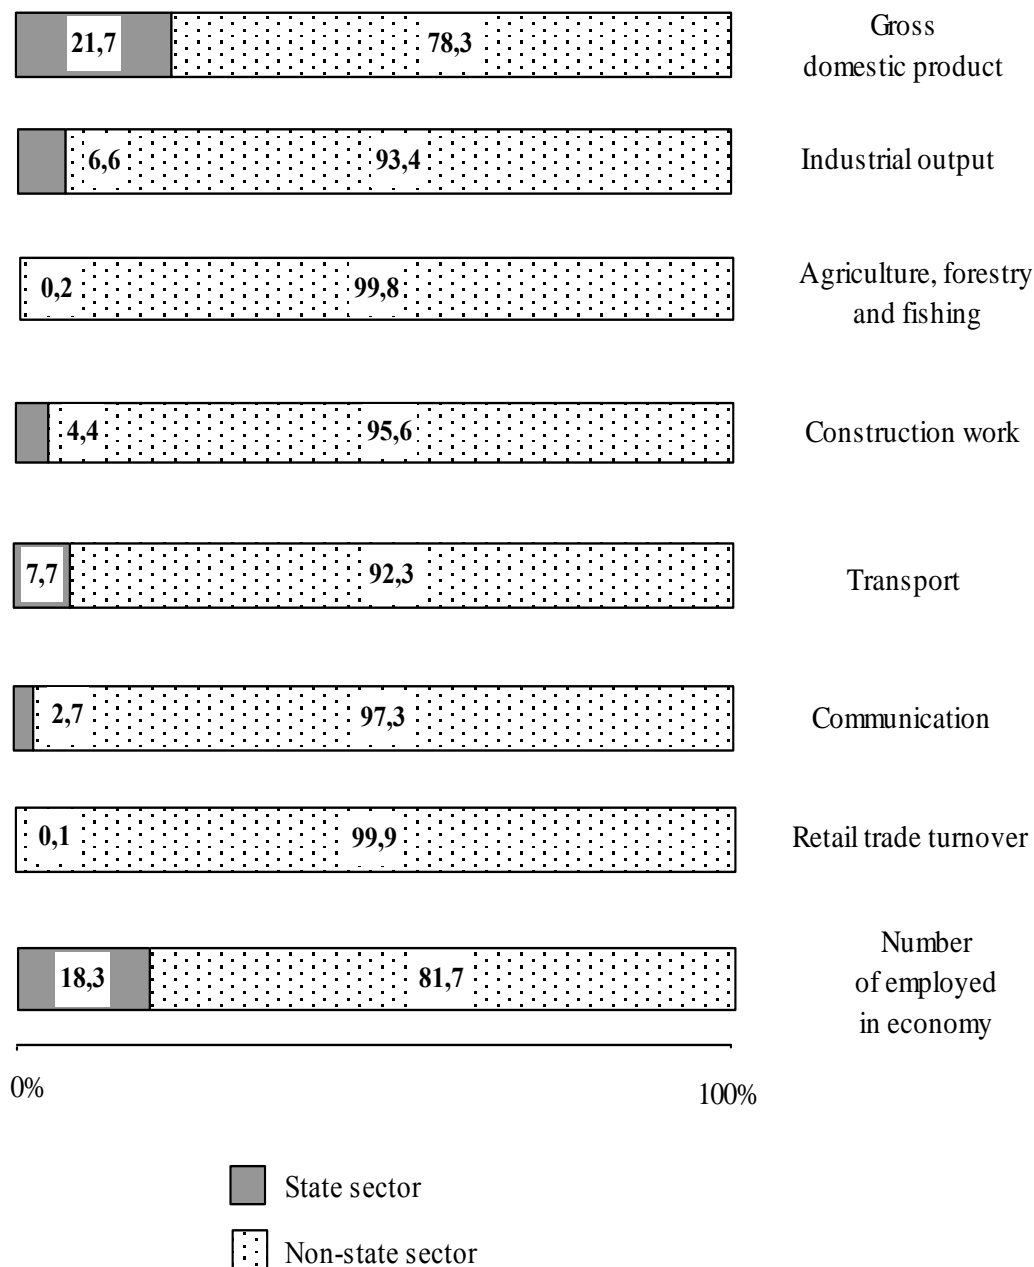 21,7 78,3 Gross
domestic product
6,6 93,4 Industrial output
0,2 99,8 Agriculture, forestry
and fishing
4,4 95,6 Construction work
7,7 92,3 Transport
2,7 97,3 Communication
0,1 99,9 Retail trade turnover
18,3 81,7 Number
of employed
in economy
0% 100%
State sector
Non-state sector